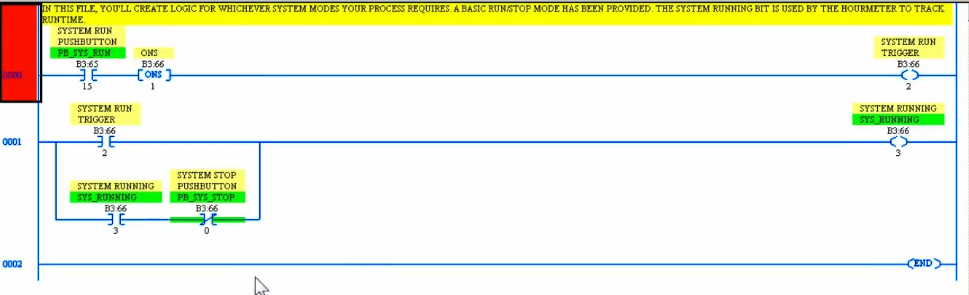 IN THIS FILE, YOU'LL CREATE LOGIC FOR WHICHEVER SYSTEM MODES YOUR PROCESS REQUIRES. A BASIC RUN/STOP MODE HAS BEEN PROVIDED. THE SYSTEM RUNNING BIT IS USED BY THE HOURMETER TO TRACK
RUNTIME.
SYSTEM RUN
PUSHBUTTON
PB_SYS_RUN
B3:65
15
ONS
B3:66
ONS
1
SYSTEM RUN
TRIGGER
B3:66
2
0000
SYSTEM RUN
TRIGGER
B3:66
2
SYSTEM RUNNING
SYS_RUNNING
B3:66
3
0001
SYSTEM RUNNING
SYS_RUNNING
B3:66
3
SYSTEM STOP
PUSHBUTTON
PB_SYS_STOP
B3:66
0
0002
END